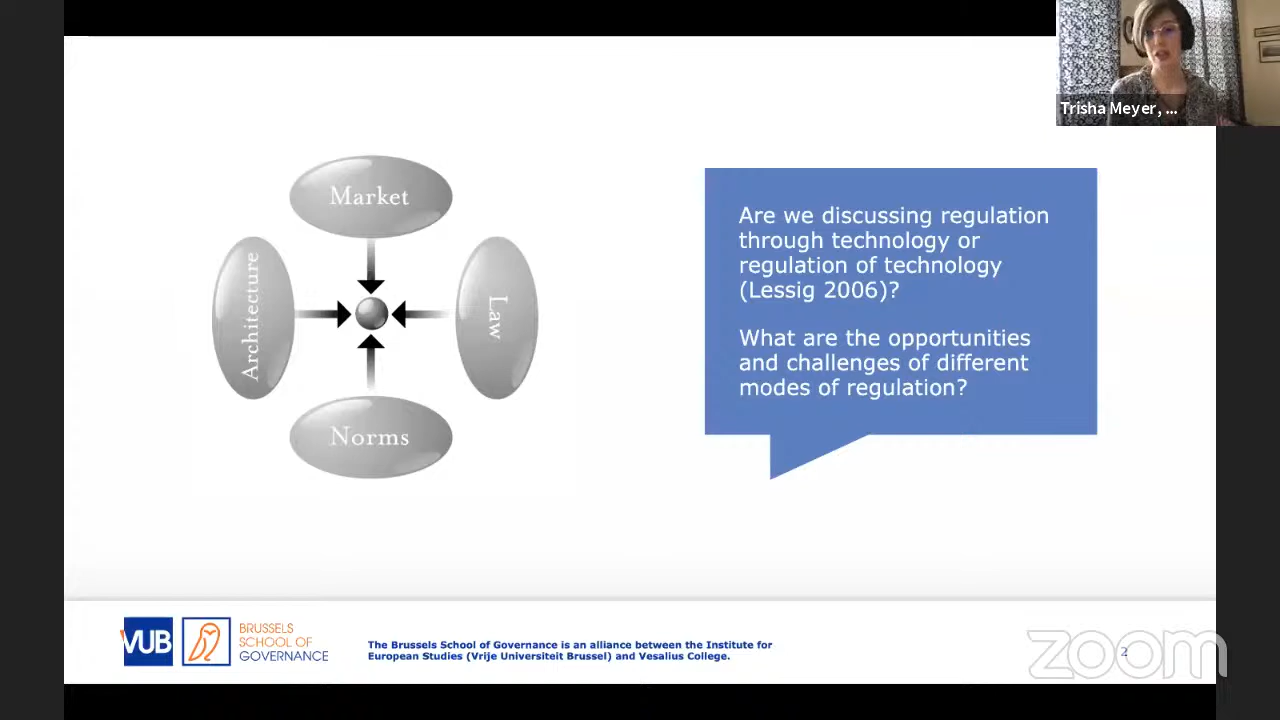 Trisha Meyer, ...
Market
Architecture
Law
Norms
Are we discussing regulation
through technology or
regulation of technology
(Lessig 2006)?
What are the opportunities
and challenges of different
modes of regulation?
VUB
BRUSSELS
SCHOOL OF
GOVERNANCE
The Brussels School of Governance is an alliance between the Institute for
European Studies (Vrije Universiteit Brussel) and Vesalius College.
2
zoom